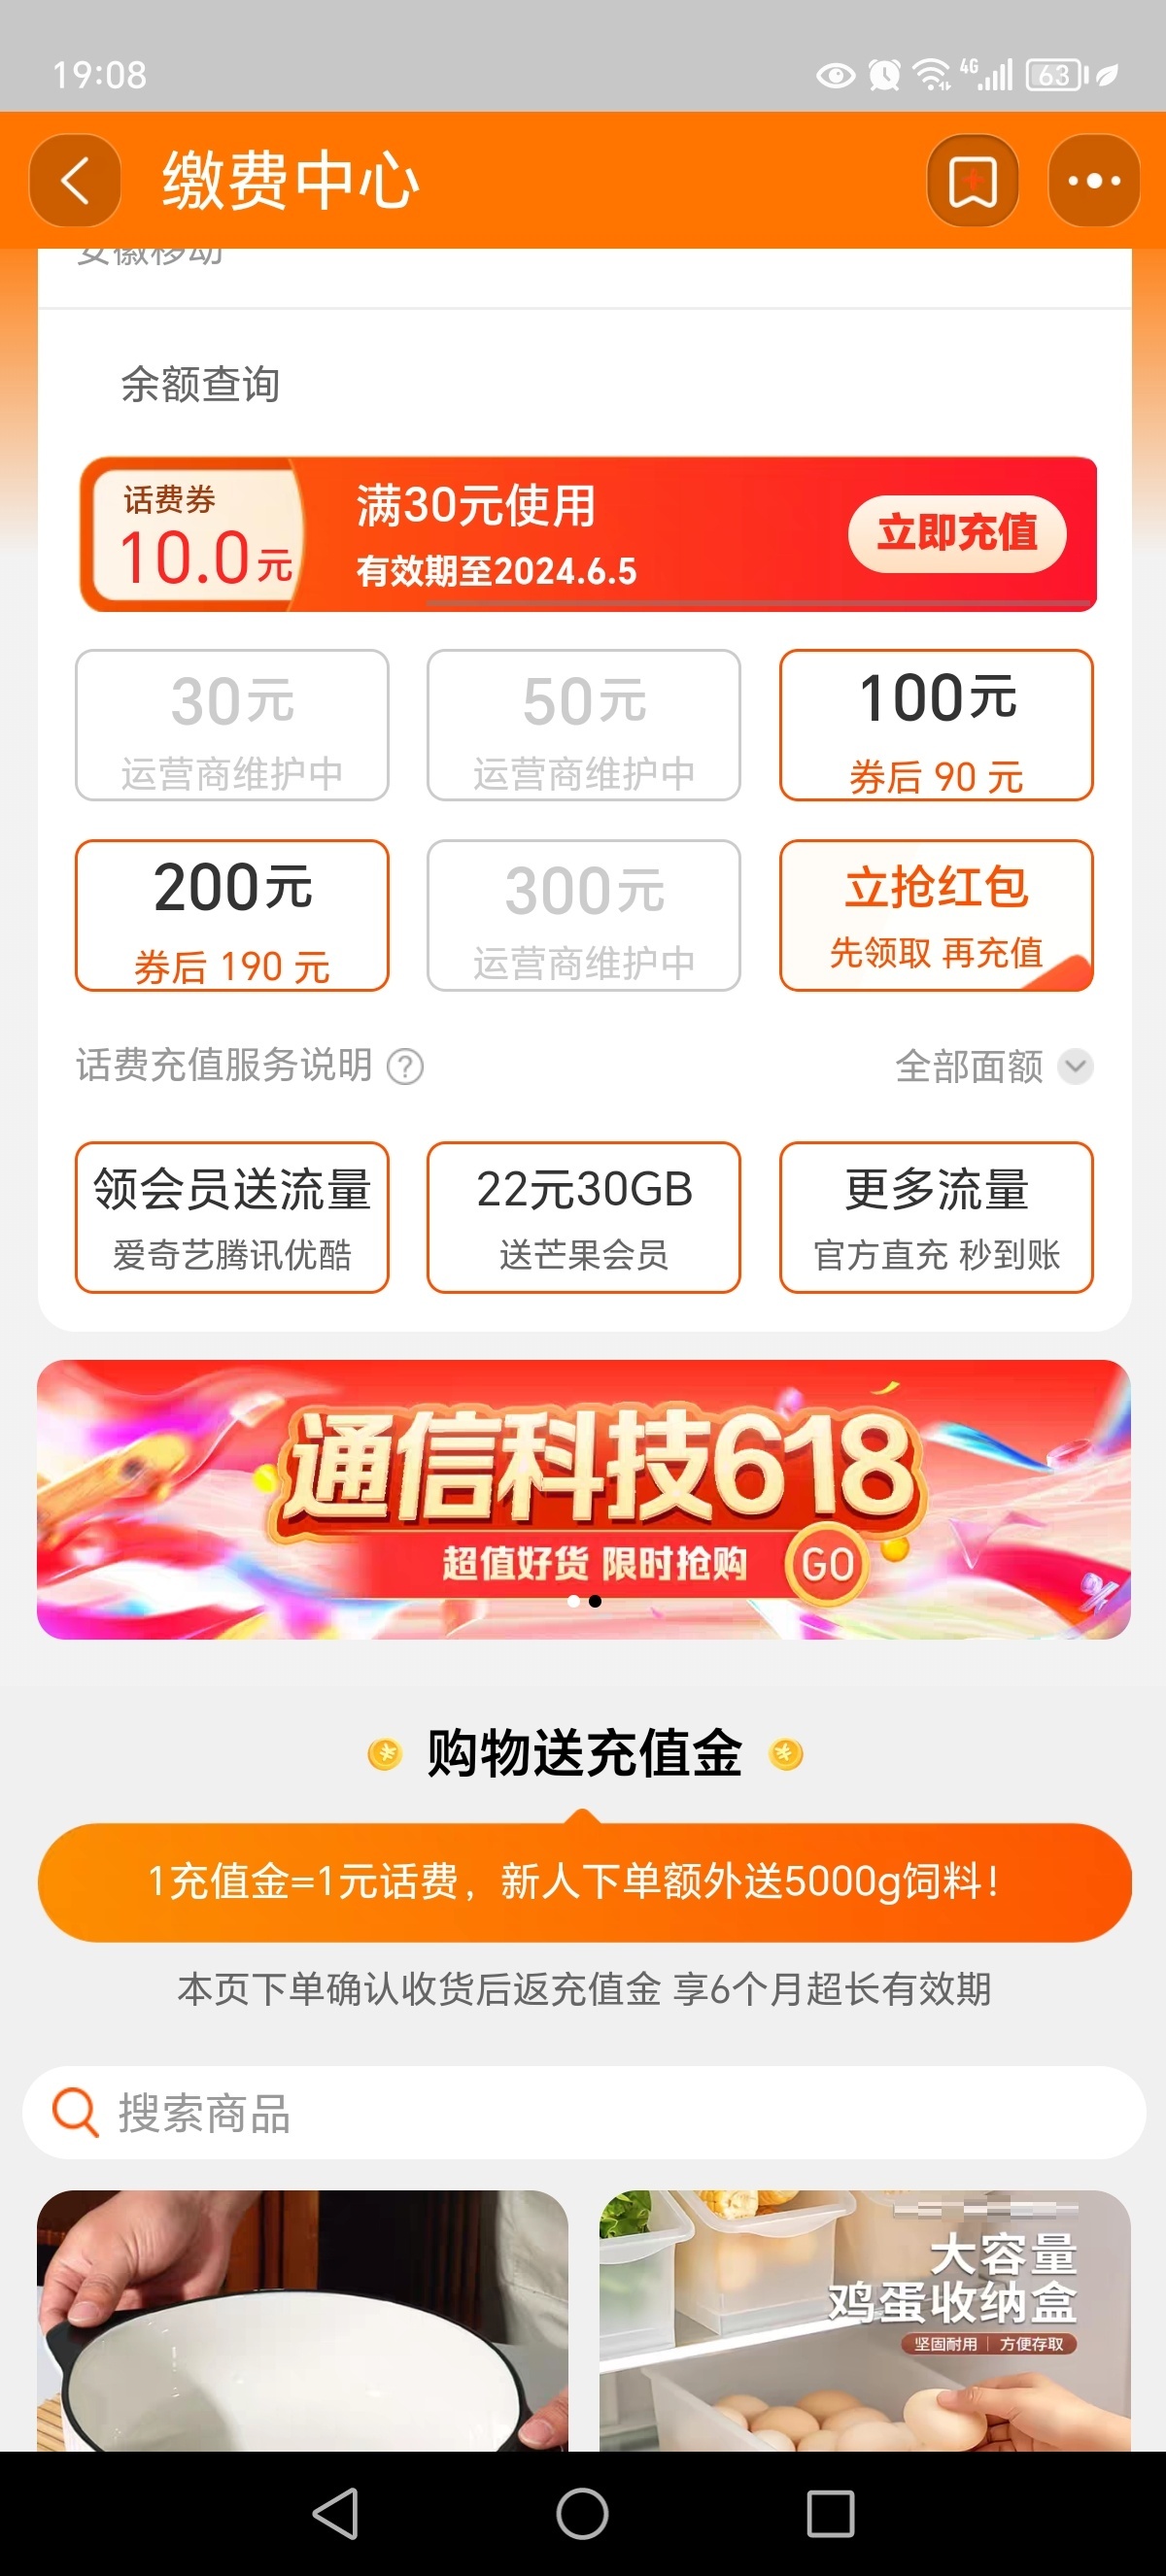 19:08
4G
63
缴费中心
安徽移动
余额查询
话费券
10.0元
满30元使用
有效期至2024.6.5
立即充值
30元
运营商维护中
50元
运营商维护中
100元
券后 90 元
200元
券后 190 元
300元
运营商维护中
立抢红包
先领取 再充值
话费充值服务说明 ?
全部面额
领会员送流量
爱奇艺腾讯优酷
22元30GB
送芒果会员
更多流量
官方直充 秒到账
通信科技618
超值好货 限时抢购
GO
购物送充值金
1充值金=1元话费，新人下单额外送5000g饲料！
本页下单确认收货后返充值金 享6个月超长有效期
搜索商品
大容量
鸡蛋收纳盒
坚固耐用 | 方便存取